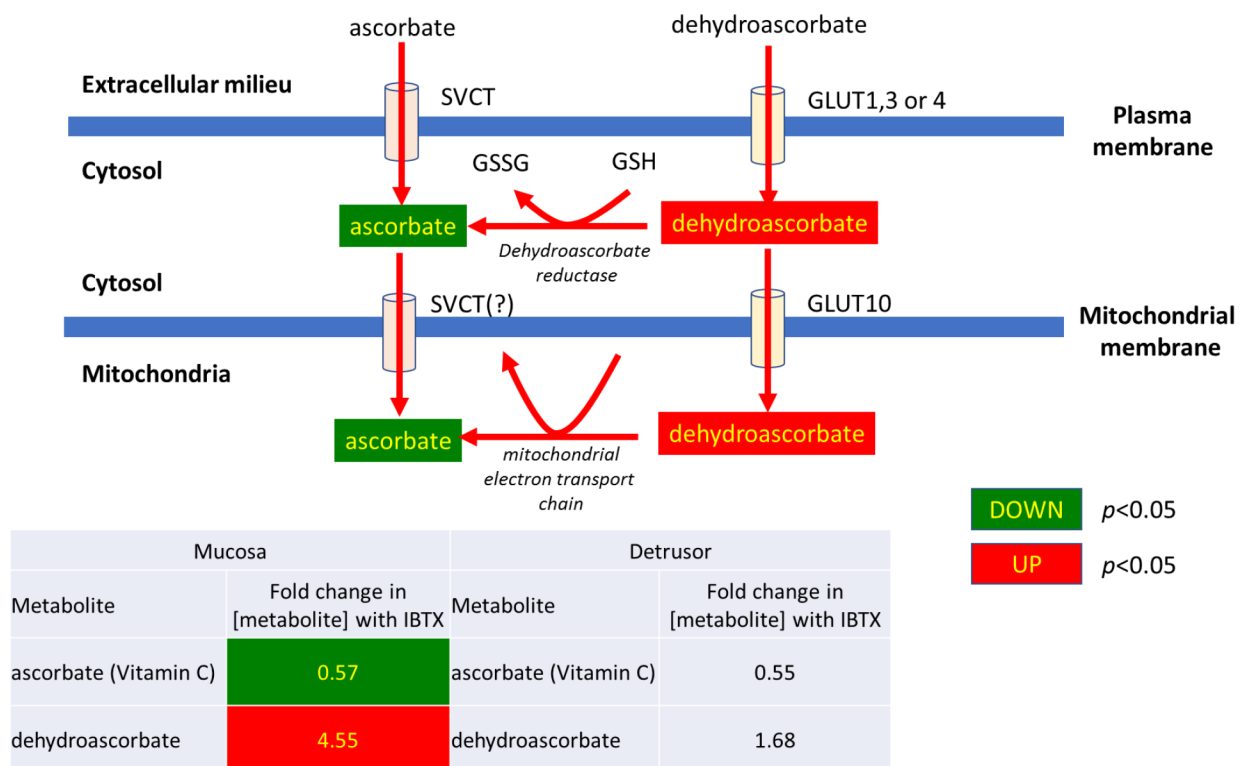 ascorbate
dehydroascorbate
Extracellular milieu
SVCT
GLUT1,3 or 4
Plasma
membrane
Cytosol
GSSG
GSH
ascorbate
dehydroascorbate
Dehydroascorbate
reductase
Cytosol
SVCT(?)
GLUT10
Mitochondrial
membrane
Mitochondria
ascorbate
dehydroascorbate
mitochondrial
electron transport
chain
DOWN p<0.05
UP p<0.05
Mucosa Detrusor
Metabolite Fold change in
[metabolite] with IBTX Metabolite Fold change in
[metabolite] with IBTX
ascorbate (Vitamin C) 0.57 ascorbate (Vitamin C) 0.55
dehydroascorbate 4.55 dehydroascorbate 1.68